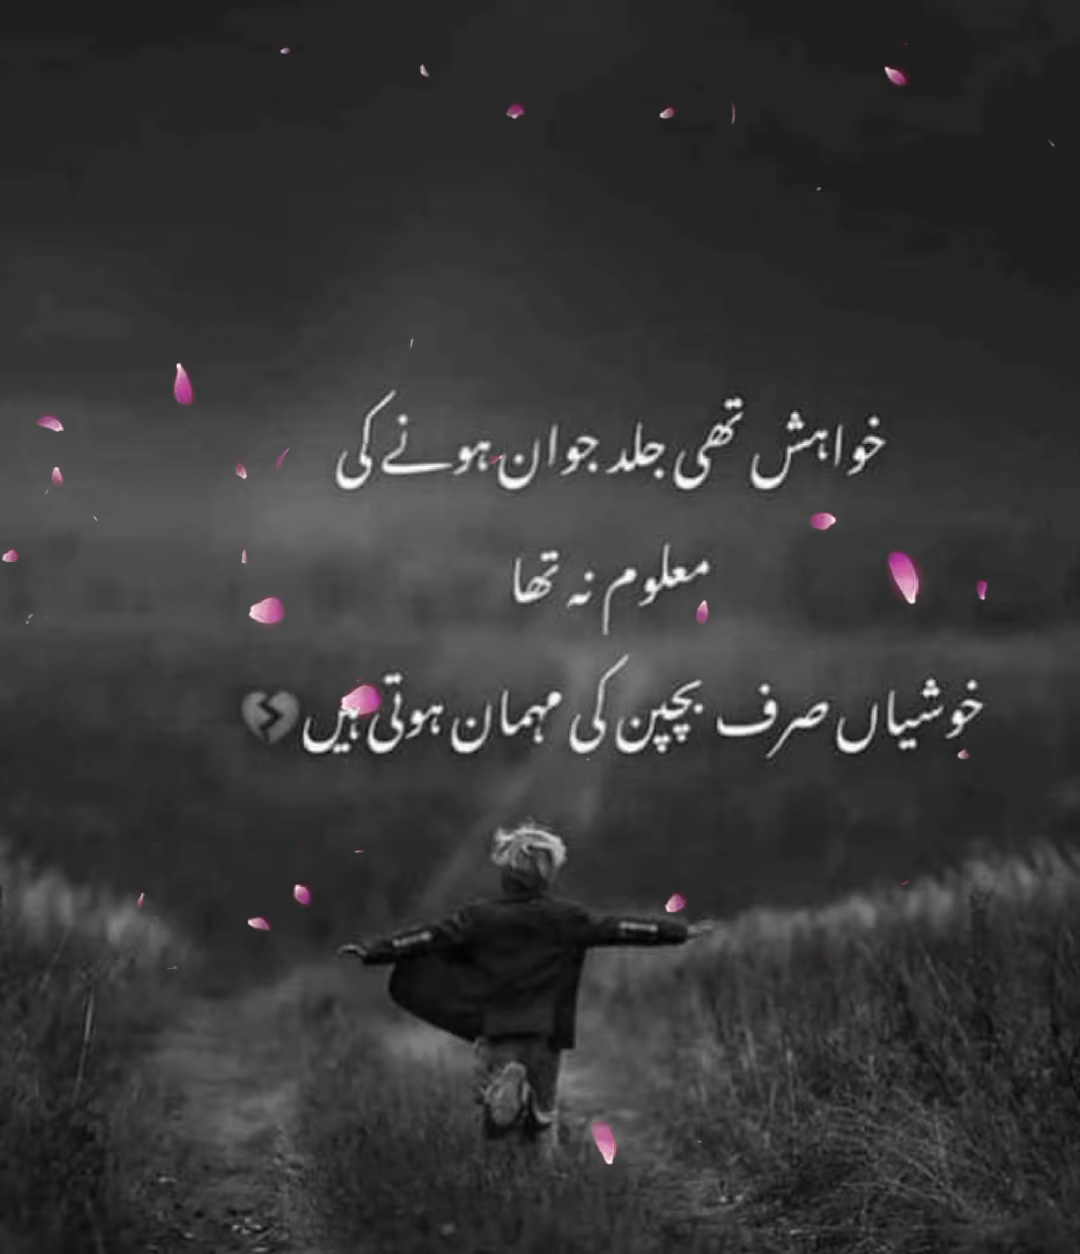 خواہش تھی جلد جوان ہونے کی
معلوم نہ تھا
خوشیاں صرف بچپن کی مہمان ہوتی ہیں💔